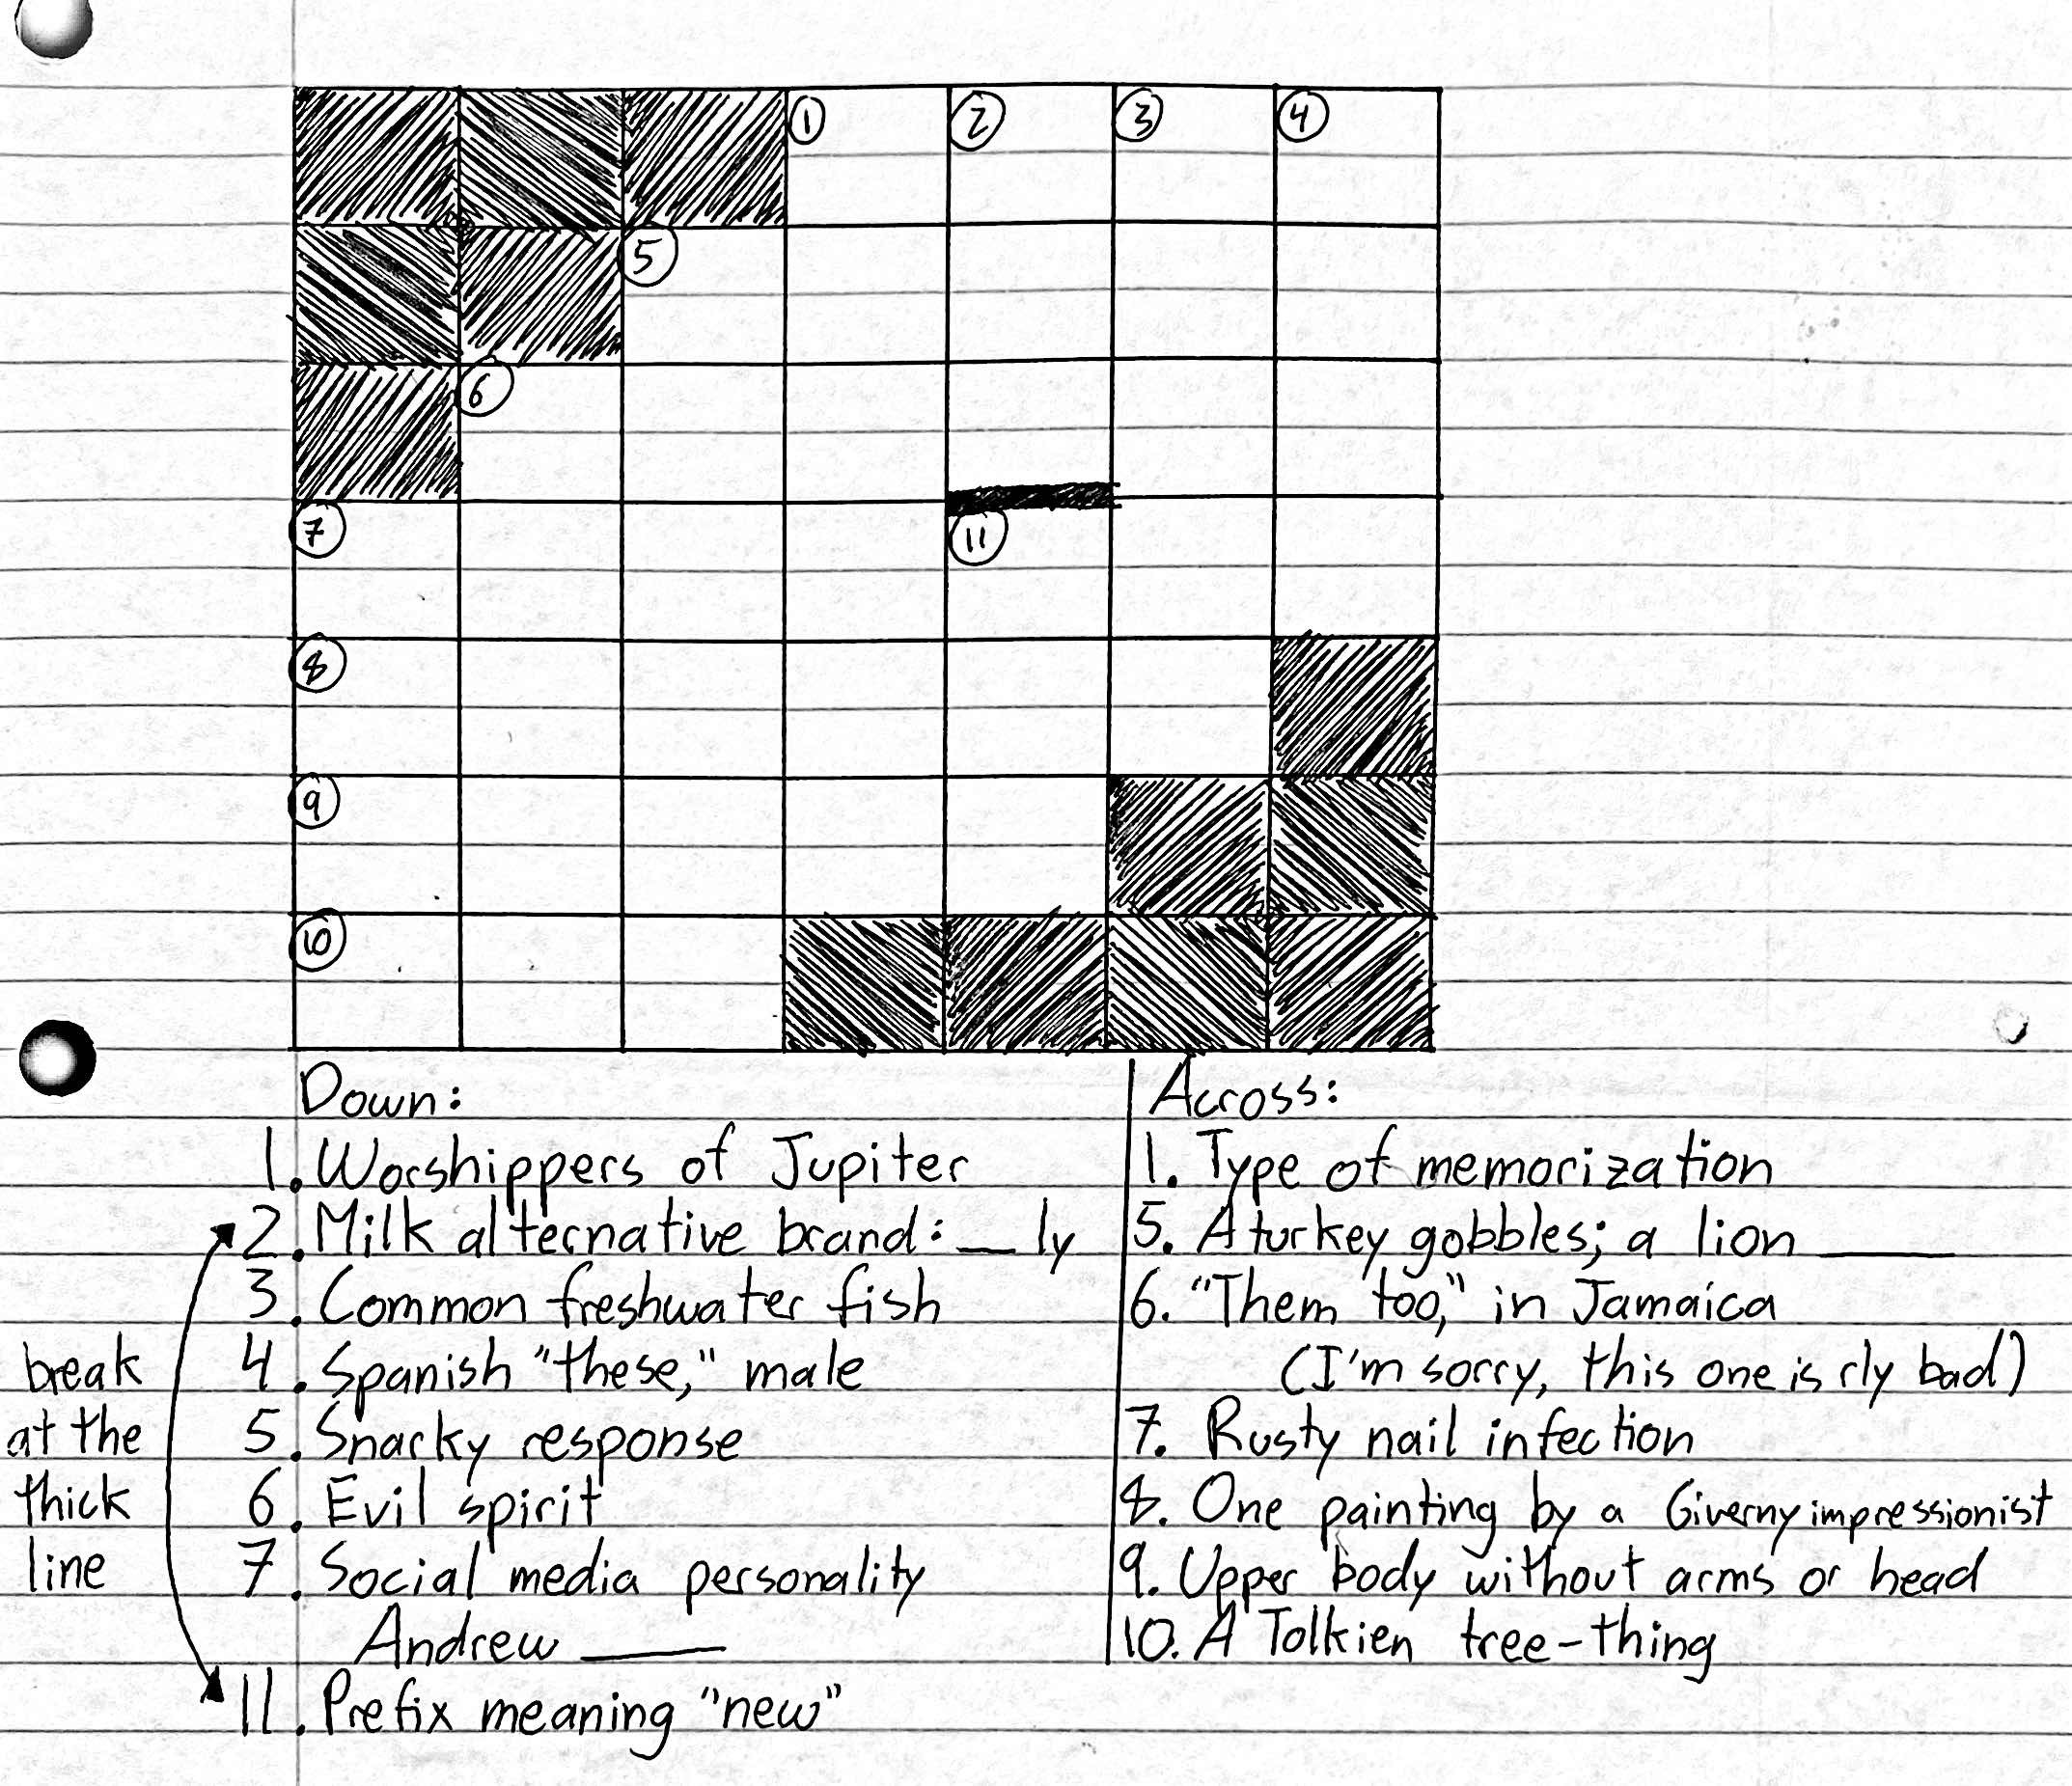 1 2 3 4
5
6
7 11
8
9
10
Down:
1. Worshippers of Jupiter
2. Milk alternative brand: __ ly
3. Common freshwater fish
4. Spanish "these," male
5. Snacky response
6. Evil spirit
7. Social media personality
Andrew ____
11. Prefix meaning "new"
break
at the
thick
line
Across:
1. Type of memorization
5. A turkey gobbles; a lion ____
6. "Them too," in Jamaica
(I'm sorry, this one is rly bad)
7. Rusty nail infection
8. One painting by a Giverny impressionist
9. Upper body without arms or head
10. A Tolkien tree-thing